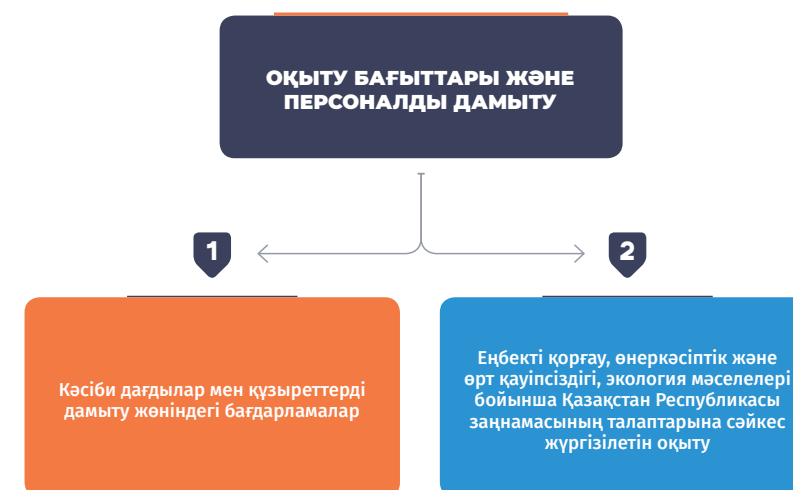 ОҚЫТУ БАҒЫТТАРЫ ЖӘНЕ
ПЕРСОНАЛДЫ ДАМЫТУ
1
2
Кәсіби дағдылар мен құзыреттерді
дамыту жөніндегі бағдарламалар
Еңбекті қорғау, өнеркәсіптік және
өрт қауіпсіздігі, экология мәселелері
бойынша Қазақстан Республикасы
заңнамасының талаптарына сәйкес
жүргізілетін оқыту